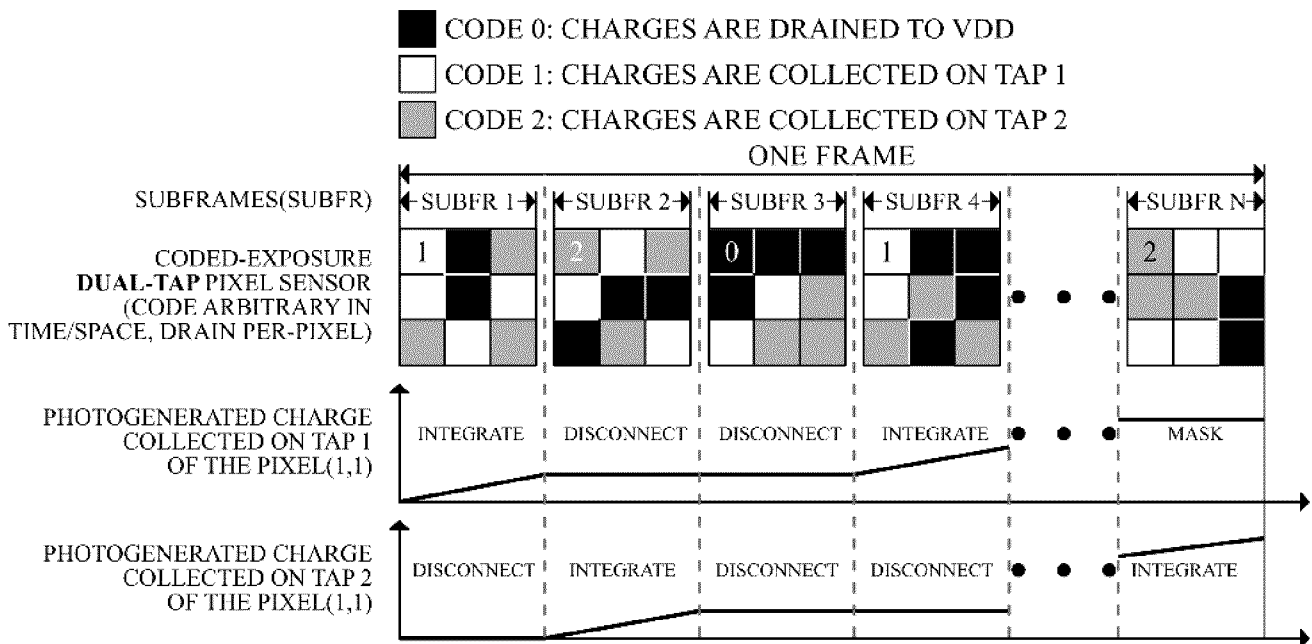 CODE 0: CHARGES ARE DRAINED TO VDD
CODE 1: CHARGES ARE COLLECTED ON TAP 1
CODE 2: CHARGES ARE COLLECTED ON TAP 2
ONE FRAME
SUBFRAMES(SUBFR)
SUBFR 1
SUBFR 2
SUBFR 3
SUBFR 4
SUBFR N
CODED-EXPOSURE
DUAL-TAP PIXEL SENSOR
(CODE ARBITRARY IN
TIME/SPACE, DRAIN PER-PIXEL)
1
2
0
1
2
PHOTOGENERATED CHARGE
COLLECTED ON TAP 1
OF THE PIXEL(1,1)
INTEGRATE
DISCONNECT
DISCONNECT
INTEGRATE
MASK
PHOTOGENERATED CHARGE
COLLECTED ON TAP 2
OF THE PIXEL(1,1)
DISCONNECT
INTEGRATE
DISCONNECT
DISCONNECT
INTEGRATE